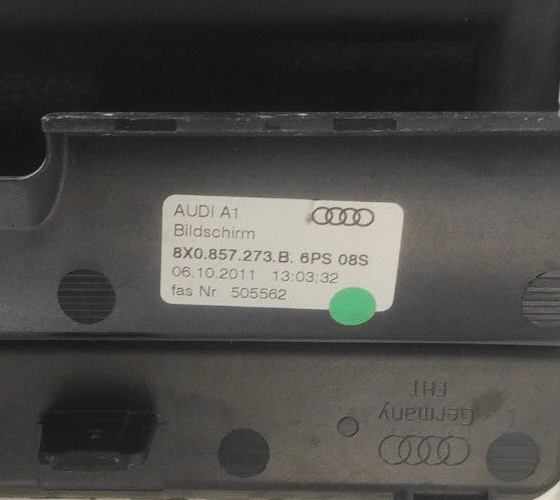 AUDI A1
Bildschirm
8X0.857.273.B. 6PS 08S
06.10.2011 13:03:32
fas Nr. 505562
FHT
Germany